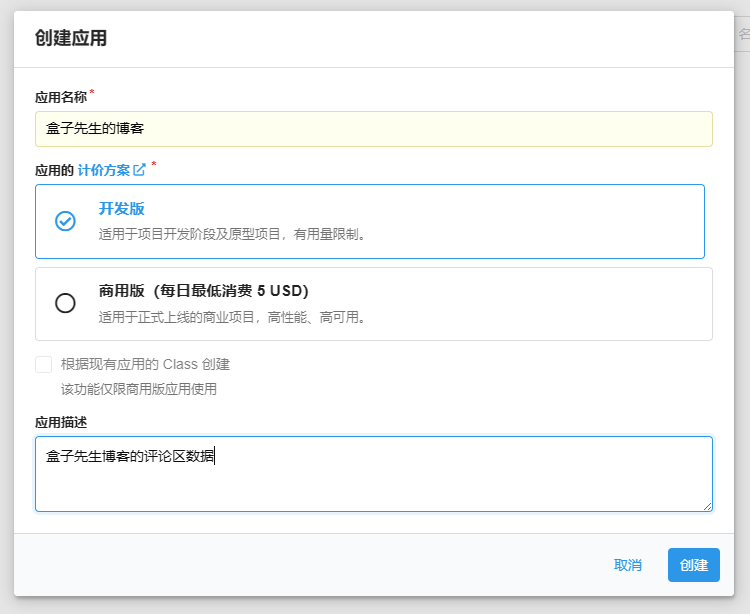 创建应用
名
应用名称*
盒子先生的博客
应用的 计价方案 *
开发版
适用于项目开发阶段及原型项目，有用量限制。
商用版（每日最低消费 5 USD）
适用于正式上线的商业项目，高性能、高可用。
根据现有应用的 Class 创建
该功能仅限商用版应用使用
应用描述
盒子先生博客的评论区数据
取消 创建